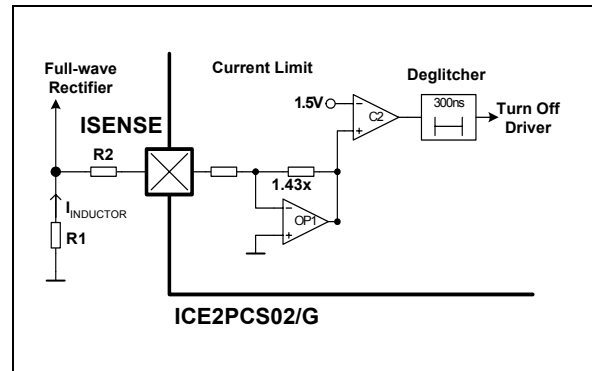 Full-wave
Rectifier
Current Limit
Deglitcher
300ns
1.5V
C2
Turn Off
Driver
ISENSE
R2
1.43x
IINDUCTOR
R1
OP1
ICE2PCS02/G